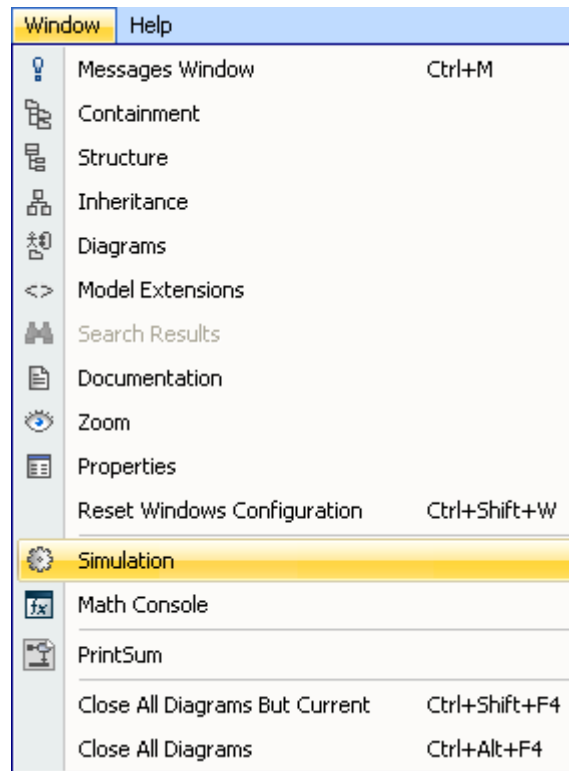 Window Help
Messages Window Ctrl+M
Containment
Structure
Inheritance
Diagrams
<> Model Extensions
Search Results
Documentation
Zoom
Properties
Reset Windows Configuration Ctrl+Shift+W
Simulation
fx Math Console
PrintSum
Close All Diagrams But Current Ctrl+Shift+F4
Close All Diagrams Ctrl+Alt+F4